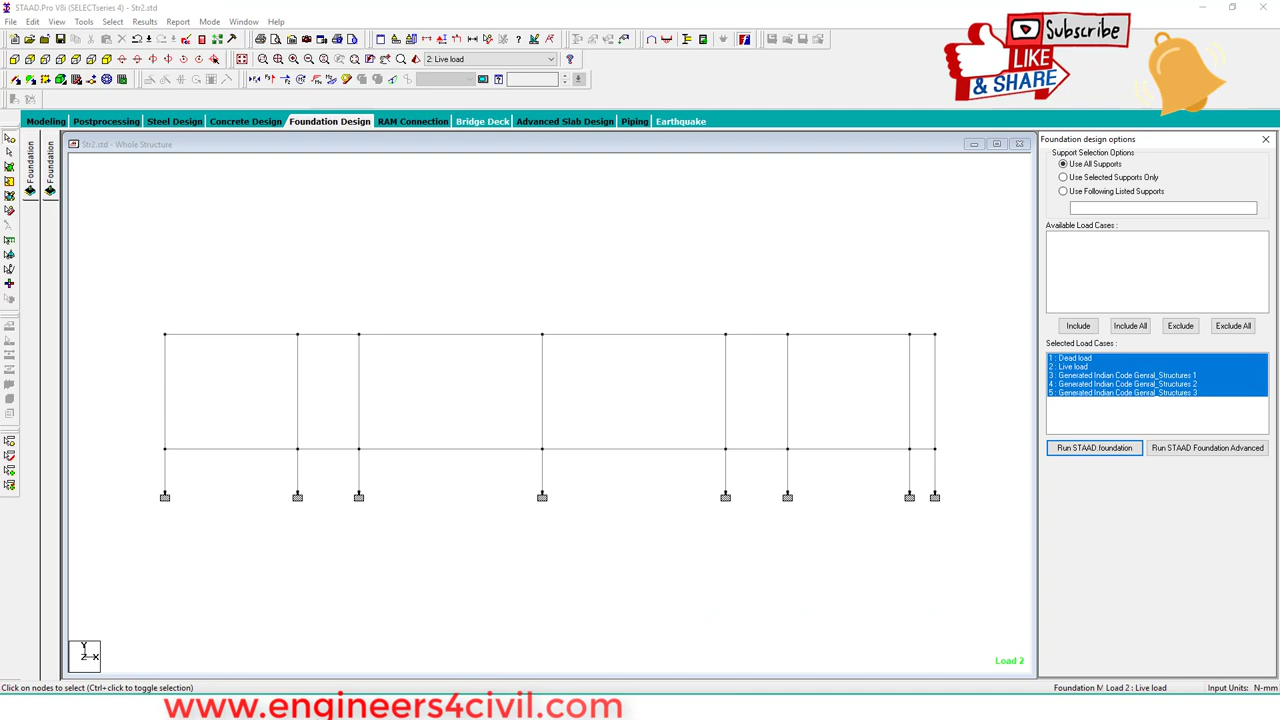 STAAD.Pro V8i (SELECTseries 4) - Str2.std
File Edit View Tools Select Results Report Mode Window Help
Subscribe
LIKE
& SHARE
2: Live load
Modeling Postprocessing Steel Design Concrete Design Foundation Design RAM Connection Bridge Deck Advanced Slab Design Piping Earthquake
Foundation
Foundation
Str2.std - Whole Structure
Foundation design options
Support Selection Options
Use All Supports
Use Selected Supports Only
Use Following Listed Supports
Available Load Cases :
Include Include All Exclude Exclude All
Selected Load Cases :
1 : Dead load
2 : Live load
3 : Generated Indian Code Genral_Structures 1
4 : Generated Indian Code Genral_Structures 2
5 : Generated Indian Code Genral_Structures 3
Run STAAD.foundation Run STAAD Foundation Advanced
Y
Z X
Load 2
Click on nodes to select (Ctrl+click to toggle selection)
Foundation M Load 2 : Live load Input Units: N-mm
www.engineers4civil.com